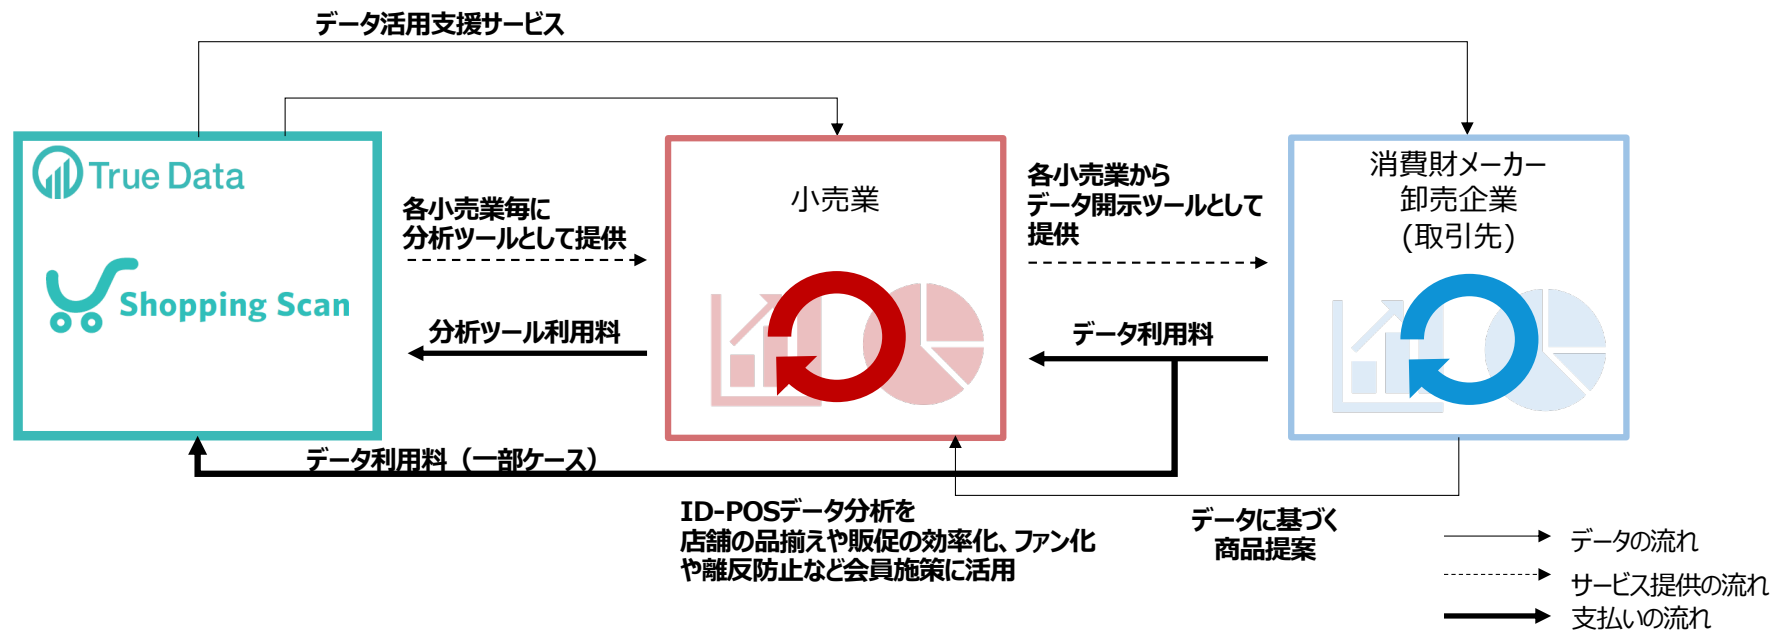 データ活用支援サービス
True Data
Shopping Scan
各小売業毎に
分析ツールとして提供
分析ツール利用料
小売業
各小売業から
データ開示ツールとして
提供
データ利用料
消費財メーカー
卸売企業
(取引先)
データ利用料（一部ケース）
ID-POSデータ分析を
店舗の品揃えや販促の効率化、ファン化
や離反防止など会員施策に活用
データに基づく
商品提案
データの流れ
サービス提供の流れ
支払いの流れ